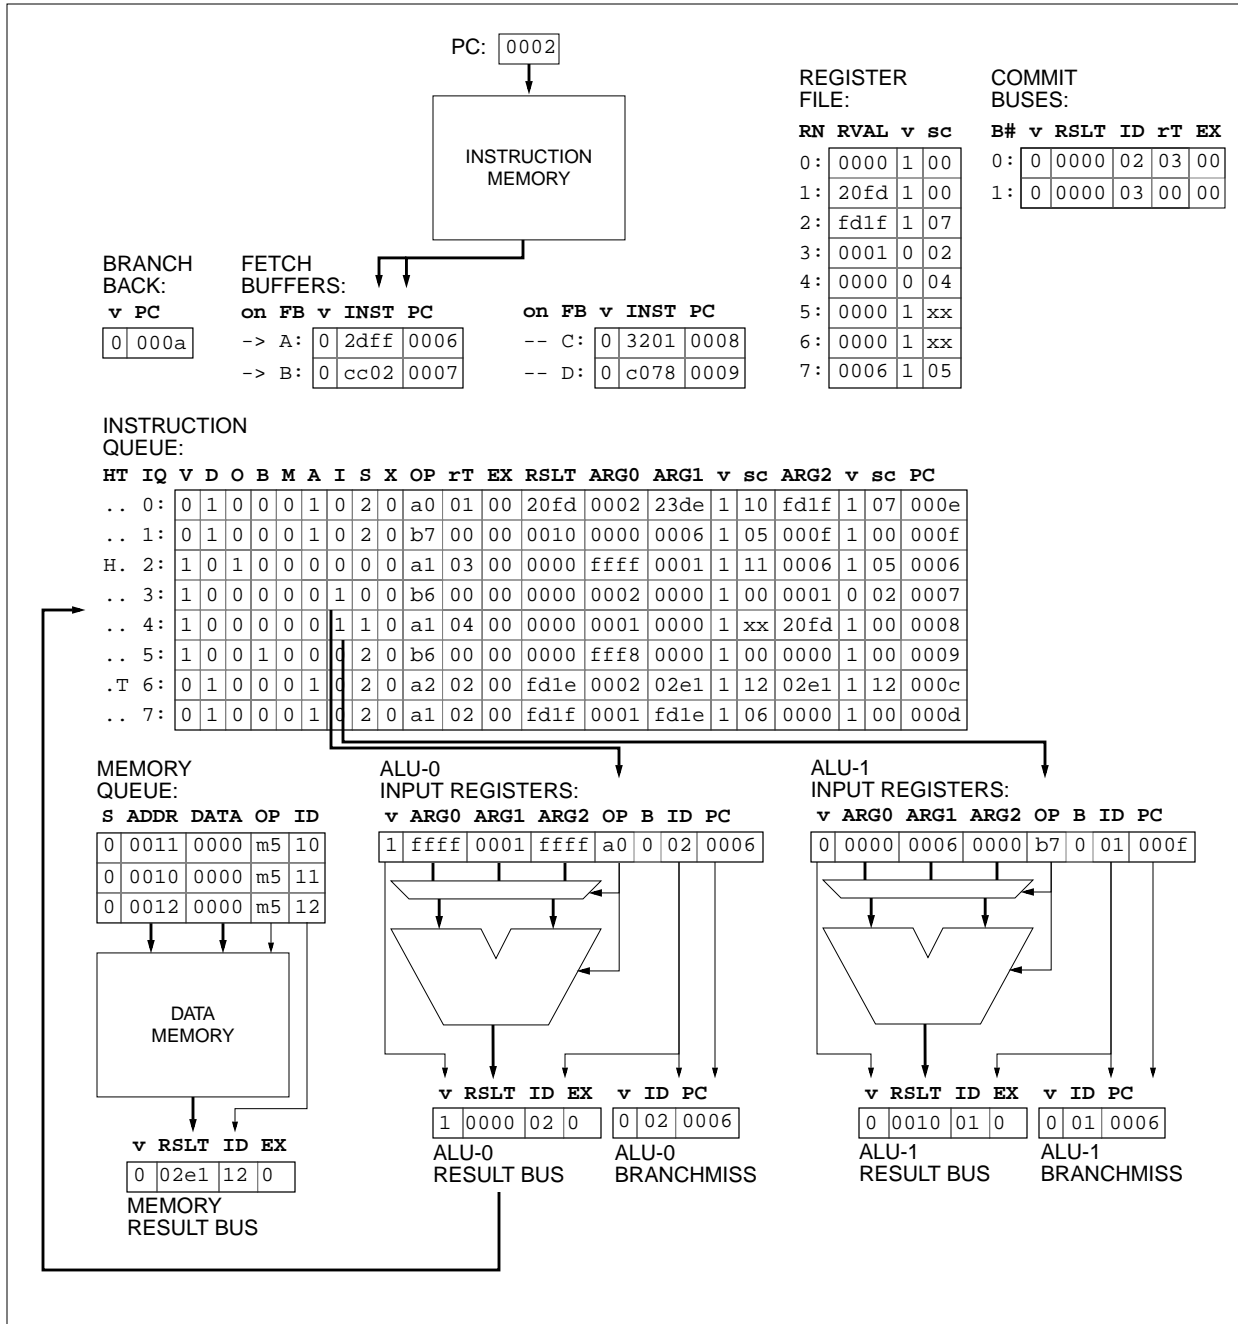 PC: 0002
INSTRUCTION
MEMORY
REGISTER
FILE:
RN RVAL v sc
0: 0000 1 00
1: 20fd 1 00
2: fd1f 1 07
3: 0001 0 02
4: 0000 0 04
5: 0000 1 xx
6: 0000 1 xx
7: 0006 1 05
COMMIT
BUSES:
B# v RSLT ID rT EX
0: 0 0000 02 03 00
1: 0 0000 03 00 00
BRANCH
BACK:
v PC
0 000a
FETCH
BUFFERS:
on FB v INST PC
-> A: 0 2dff 0006
-> B: 0 cc02 0007
on FB v INST PC
-- C: 0 3201 0008
-- D: 0 c078 0009
INSTRUCTION
QUEUE:
HT IQ V D O B M A I S X OP rT EX RSLT ARG0 ARG1 v sc ARG2 v sc PC
.. 0: 0 1 0 0 0 1 0 2 0 a0 01 00 20fd 0002 23de 1 10 fd1f 1 07 000e
.. 1: 0 1 0 0 0 1 0 2 0 b7 00 00 0010 0000 0006 1 05 000f 1 00 000f
H. 2: 1 0 1 0 0 0 0 0 0 a1 03 00 0000 ffff 0001 1 11 0006 1 05 0006
.. 3: 1 0 0 0 0 0 1 0 0 b6 00 00 0000 0002 0000 1 00 0001 0 02 0007
.. 4: 1 0 0 0 0 0 1 1 0 a1 04 00 0000 0001 0000 1 xx 20fd 1 00 0008
.. 5: 1 0 0 1 0 0 0 2 0 b6 00 00 0000 fff8 0000 1 00 0000 1 00 0009
.T 6: 0 1 0 0 0 1 0 2 0 a2 02 00 fd1e 0002 02e1 1 12 02e1 1 12 000c
.. 7: 0 1 0 0 0 1 0 2 0 a1 02 00 fd1f 0001 fd1e 1 06 0000 1 00 000d
MEMORY
QUEUE:
S ADDR DATA OP ID
0 0011 0000 m5 10
0 0010 0000 m5 11
0 0012 0000 m5 12
DATA
MEMORY
v RSLT ID EX
0 02e1 12 0
MEMORY
RESULT BUS
ALU-0
INPUT REGISTERS:
v ARG0 ARG1 ARG2 OP B ID PC
1 ffff 0001 ffff a0 0 02 0006
v RSLT ID EX
1 0000 02 0
ALU-0
RESULT BUS
v ID PC
0 02 0006
ALU-0
BRANCHMISS
ALU-1
INPUT REGISTERS:
v ARG0 ARG1 ARG2 OP B ID PC
0 0000 0006 0000 b7 0 01 000f
v RSLT ID EX
0 0010 01 0
ALU-1
RESULT BUS
v ID PC
0 01 0006
ALU-1
BRANCHMISS